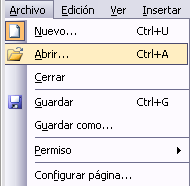 Archivo Edición Ver Insertar
Nuevo... Ctrl+U
Abrir... Ctrl+A
Cerrar
Guardar Ctrl+G
Guardar como...
Permiso
Configurar página...